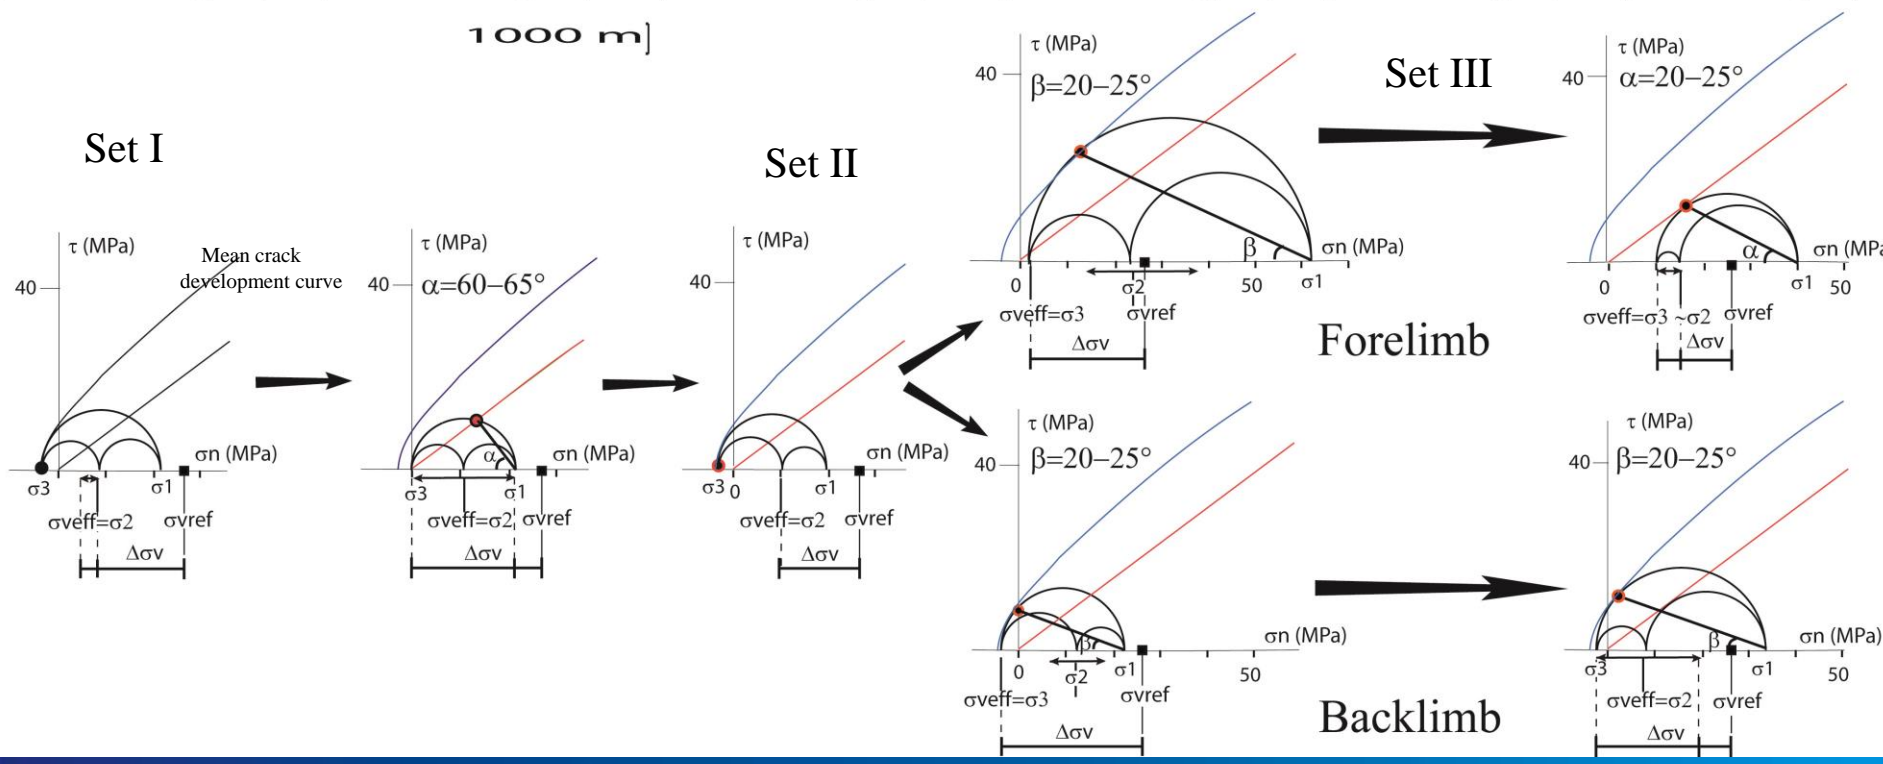 1000 m]
Set I
τ (MPa)
Mean crack
development curve
40
σn (MPa)
σ3
σ1
σveff=σ2
σvref
Δσv
τ (MPa)
40
α=60–65°
α
σn (MPa)
σ3
σ1
σveff=σ2
σvref
Δσv
Set II
τ (MPa)
40
σn (MPa)
σ3
0
σ1
σveff=σ2
σvref
Δσv
τ (MPa)
40
β=20–25°
β
σn (MPa)
0
σ2
50
σ1
σveff=σ3
σvref
Δσv
Forelimb
Set III
τ (MPa)
40
α=20–25°
α
σn (MPa
0
σ1
50
σveff=σ3
~σ2
σvref
Δσv
τ (MPa)
β=20–25°
40
β
σn (MPa)
0
σ2
σ1
50
σveff=σ3
σvref
Δσv
Backlimb
τ (MPa)
40
β=20–25°
β
σn (MPa)
σ3
σ1
50
σveff=σ2
σvref
Δσv